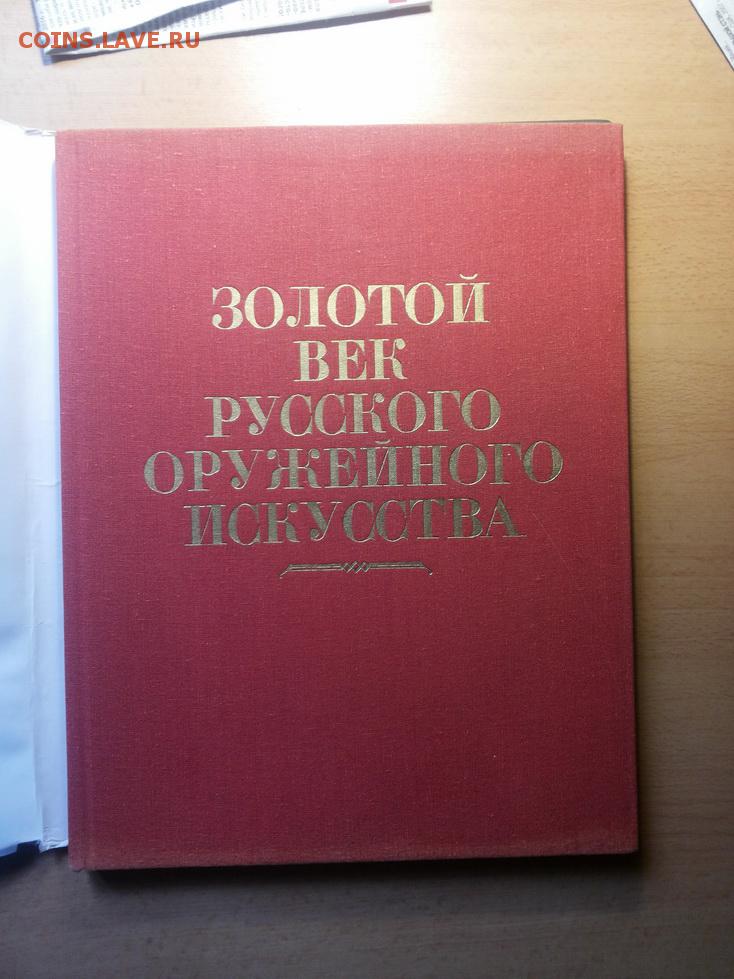 COINS.LAVE.RU
ЗОЛОТОЙ
ВЕК
РУССКОГО
ОРУЖЕЙНОГО
ИСКУССТВА